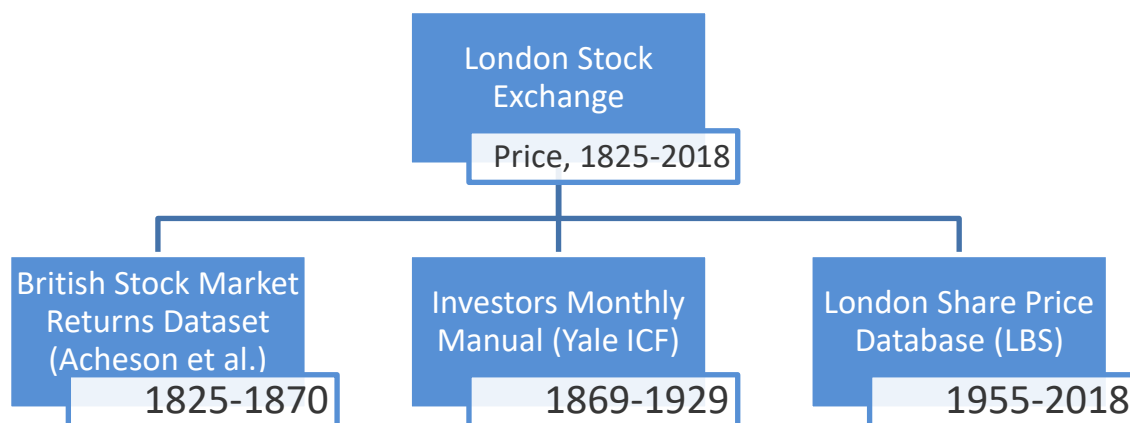 London Stock
Exchange
Price, 1825-2018
British Stock Market
Returns Dataset
(Acheson et al.)
1825-1870
Investors Monthly
Manual (Yale ICF)
1869-1929
London Share Price
Database (LBS)
1955-2018